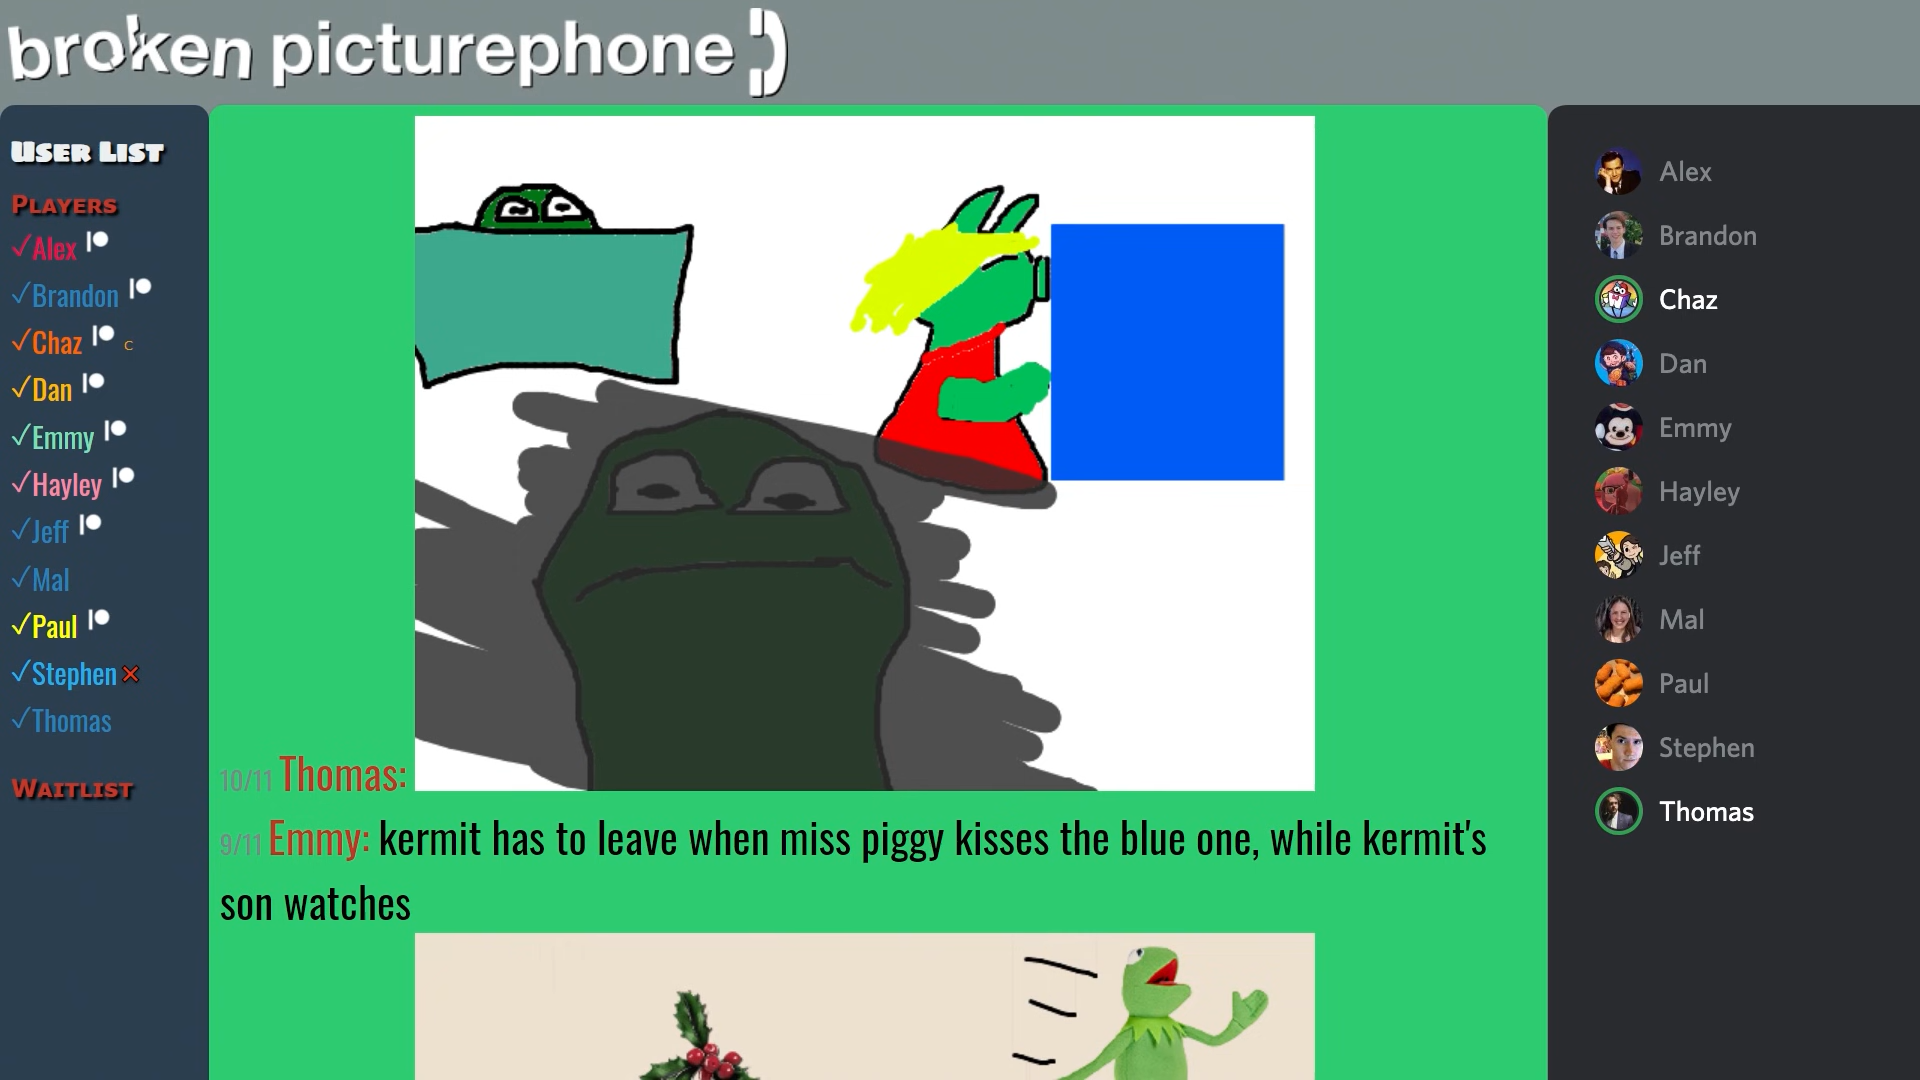 broken picturephone
User List
Players
✓Alex
✓Brandon
✓Chaz c
✓Dan
✓Emmy
✓Hayley
✓Jeff
✓Mal
✓Paul
✓Stephen ✕
✓Thomas
Waitlist
10/11 Thomas:
9/11 Emmy: kermit has to leave when miss piggy kisses the blue one, while kermit's
son watches
Alex
Brandon
Chaz
Dan
Emmy
Hayley
Jeff
Mal
Paul
Stephen
Thomas